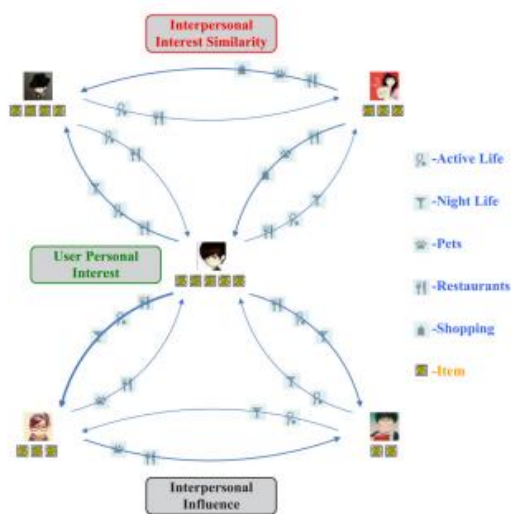 Interpersonal
Interest Similarity
-Active Life
-Night Life
User Personal
Interest
-Pets
-Restaurants
-Shopping
-Item
Interpersonal
Influence